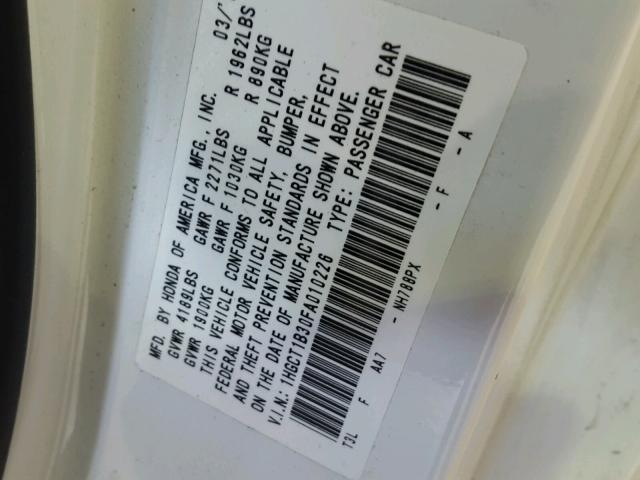 MFD. BY HONDA OF AMERICA MFG., INC. 03/
GVWR 4189LBS GAWR F 2271LBS R 1962LBS
GVWR 1900KG GAWR F 1030KG R 890KG
THIS VEHICLE CONFORMS TO ALL APPLICABLE
FEDERAL MOTOR VEHICLE SAFETY, BUMPER,
AND THEFT PREVENTION STANDARDS IN EFFECT
ON THE DATE OF MANUFACTURE SHOWN ABOVE.
V.I.N.: 1HGCT1B30FA010226 TYPE: PASSENGER CAR
T3L F AA7 - NH788PX - F - A